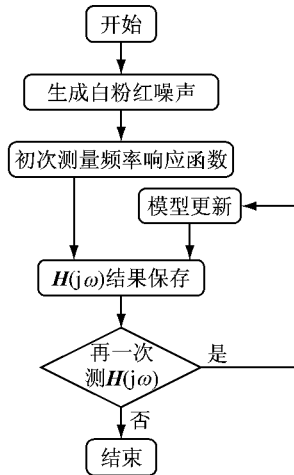 开始
生成白粉红噪声
初次测量频率响应函数
模型更新
H(jω)结果保存
再一次
测H(jω)
是
否
结束